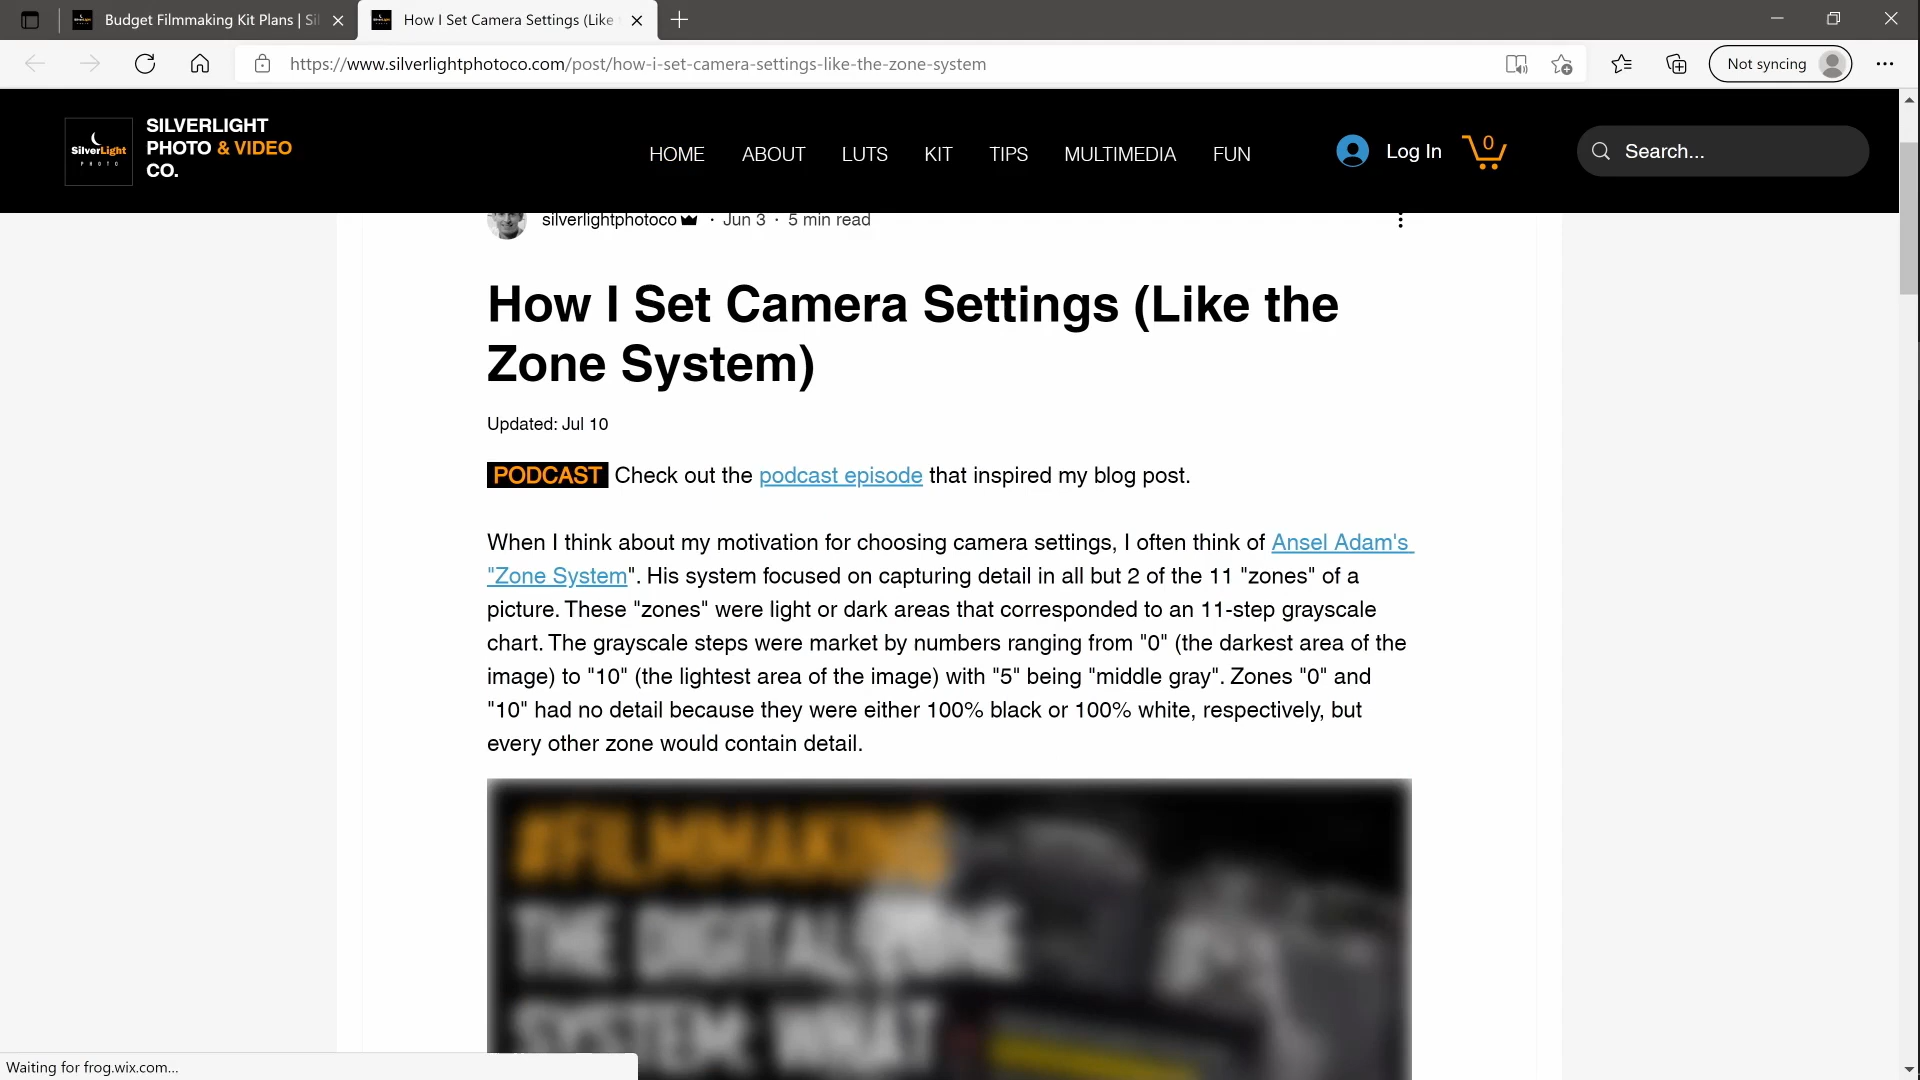 Budget Filmmaking Kit Plans | Sil
How I Set Camera Settings (Like
https://www.silverlightphotoco.com/post/how-i-set-camera-settings-like-the-zone-system
Not syncing
SilverLight
PHOTO
SILVERLIGHT
PHOTO & VIDEO
CO.
HOME
ABOUT
LUTS
KIT
TIPS
MULTIMEDIA
FUN
Log In
0
Search...
silverlightphotoco · Jun 3 · 5 min read
How I Set Camera Settings (Like the
Zone System)
Updated: Jul 10
PODCAST Check out the podcast episode that inspired my blog post.
When I think about my motivation for choosing camera settings, I often think of Ansel Adam's
"Zone System". His system focused on capturing detail in all but 2 of the 11 "zones" of a
picture. These "zones" were light or dark areas that corresponded to an 11-step grayscale
chart. The grayscale steps were market by numbers ranging from "0" (the darkest area of the
image) to "10" (the lightest area of the image) with "5" being "middle gray". Zones "0" and
"10" had no detail because they were either 100% black or 100% white, respectively, but
every other zone would contain detail.
#FILMMAKING
THE DIGITAL ZONE
SYSTEM: WHAT
Waiting for frog.wix.com...